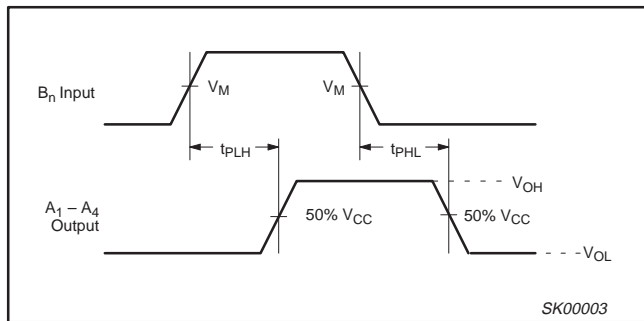 Bn Input
VM
VM
tPLH
tPHL
A1 – A4
Output
50% VCC
50% VCC
VOH
VOL
SK00003